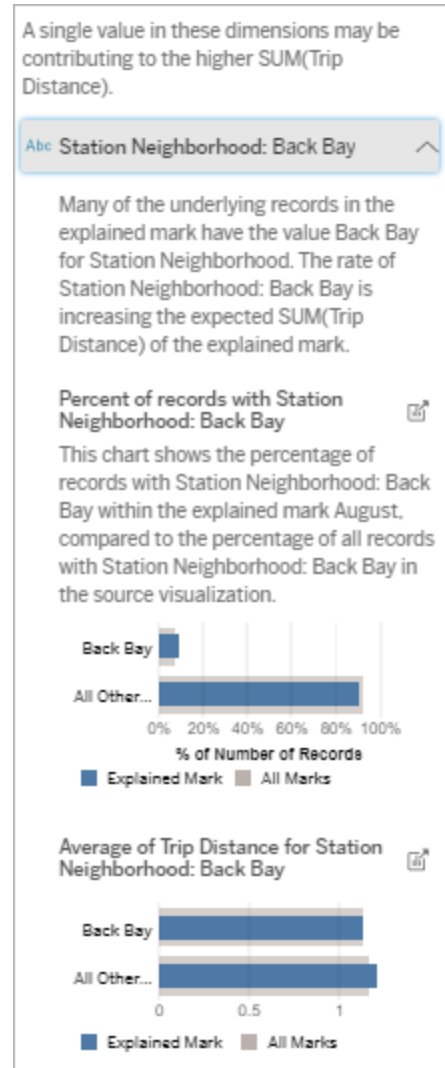 A single value in these dimensions may be
contributing to the higher SUM(Trip
Distance).
Abc Station Neighborhood: Back Bay
Many of the underlying records in the
explained mark have the value Back Bay
for Station Neighborhood. The rate of
Station Neighborhood: Back Bay is
increasing the expected SUM(Trip
Distance) of the explained mark.
Percent of records with Station
Neighborhood: Back Bay
This chart shows the percentage of
records with Station Neighborhood: Back
Bay within the explained mark August,
compared to the percentage of all records
with Station Neighborhood: Back Bay in
the source visualization.
Back Bay
All Other...
0% 20% 40% 60% 80% 100%
% of Number of Records
Explained Mark All Marks
Average of Trip Distance for Station
Neighborhood: Back Bay
Back Bay
All Other...
0 0.5 1
Explained Mark All Marks